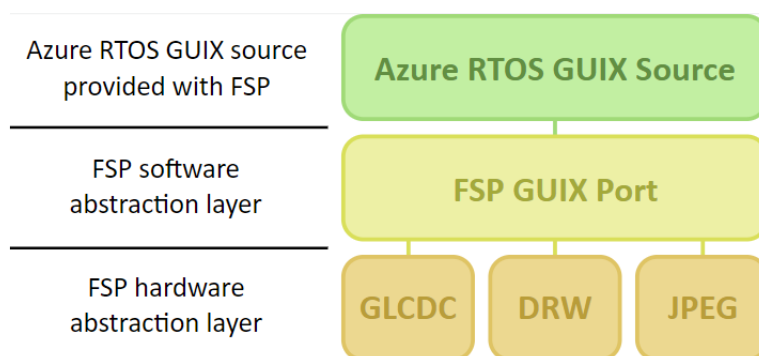 Azure RTOS GUIX source
provided with FSP
Azure RTOS GUIX Source
FSP software
abstraction layer
FSP GUIX Port
FSP hardware
abstraction layer
GLCDC
DRW
JPEG